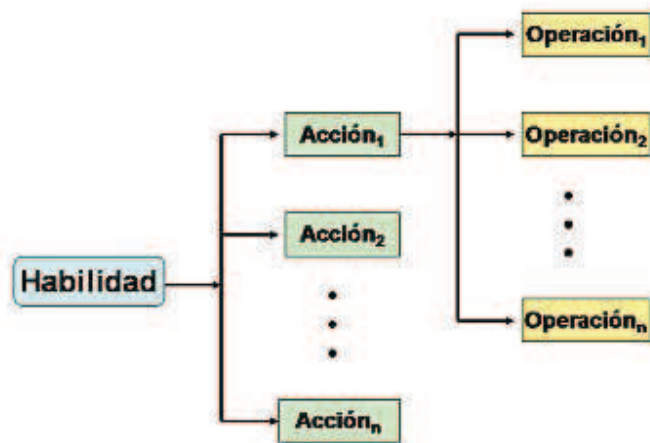 Operación₁
Acción₁
Operación₂
Acción₂
Habilidad
Operaciónₙ
Acciónₙ